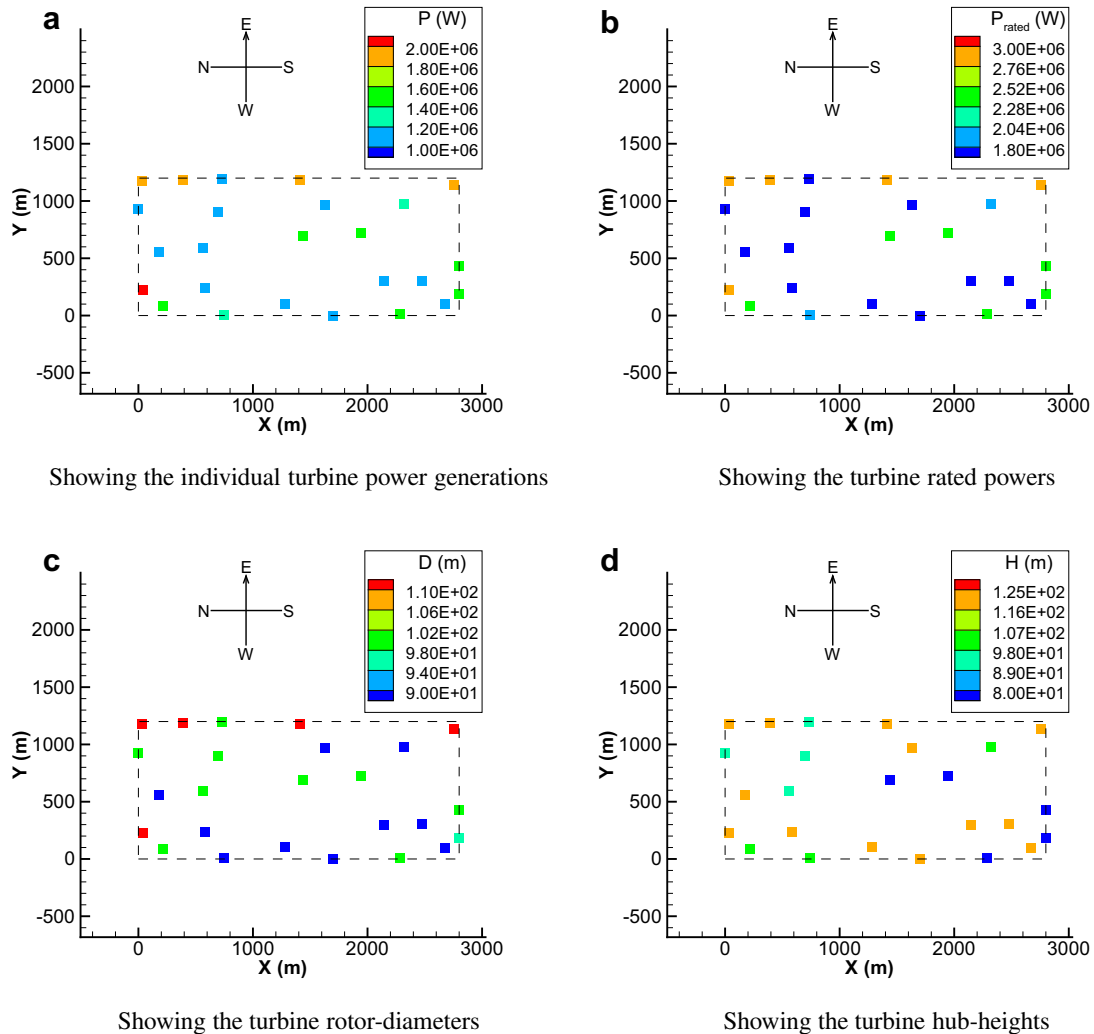 a
P (W)
2.00E+06
1.80E+06
1.60E+06
1.40E+06
1.20E+06
1.00E+06
E
N
S
W
2000
1500
1000
500
0
-500
Y (m)
0
1000
2000
3000
X (m)
Showing the individual turbine power generations
b
Prated (W)
3.00E+06
2.76E+06
2.52E+06
2.28E+06
2.04E+06
1.80E+06
E
N
S
W
2000
1500
1000
500
0
-500
Y (m)
0
1000
2000
3000
X (m)
Showing the turbine rated powers
c
D (m)
1.10E+02
1.06E+02
1.02E+02
9.80E+01
9.40E+01
9.00E+01
E
N
S
W
2000
1500
1000
500
0
-500
Y (m)
0
1000
2000
3000
X (m)
Showing the turbine rotor-diameters
d
H (m)
1.25E+02
1.16E+02
1.07E+02
9.80E+01
8.90E+01
8.00E+01
E
N
S
W
2000
1500
1000
500
0
-500
Y (m)
0
1000
2000
3000
X (m)
Showing the turbine hub-heights